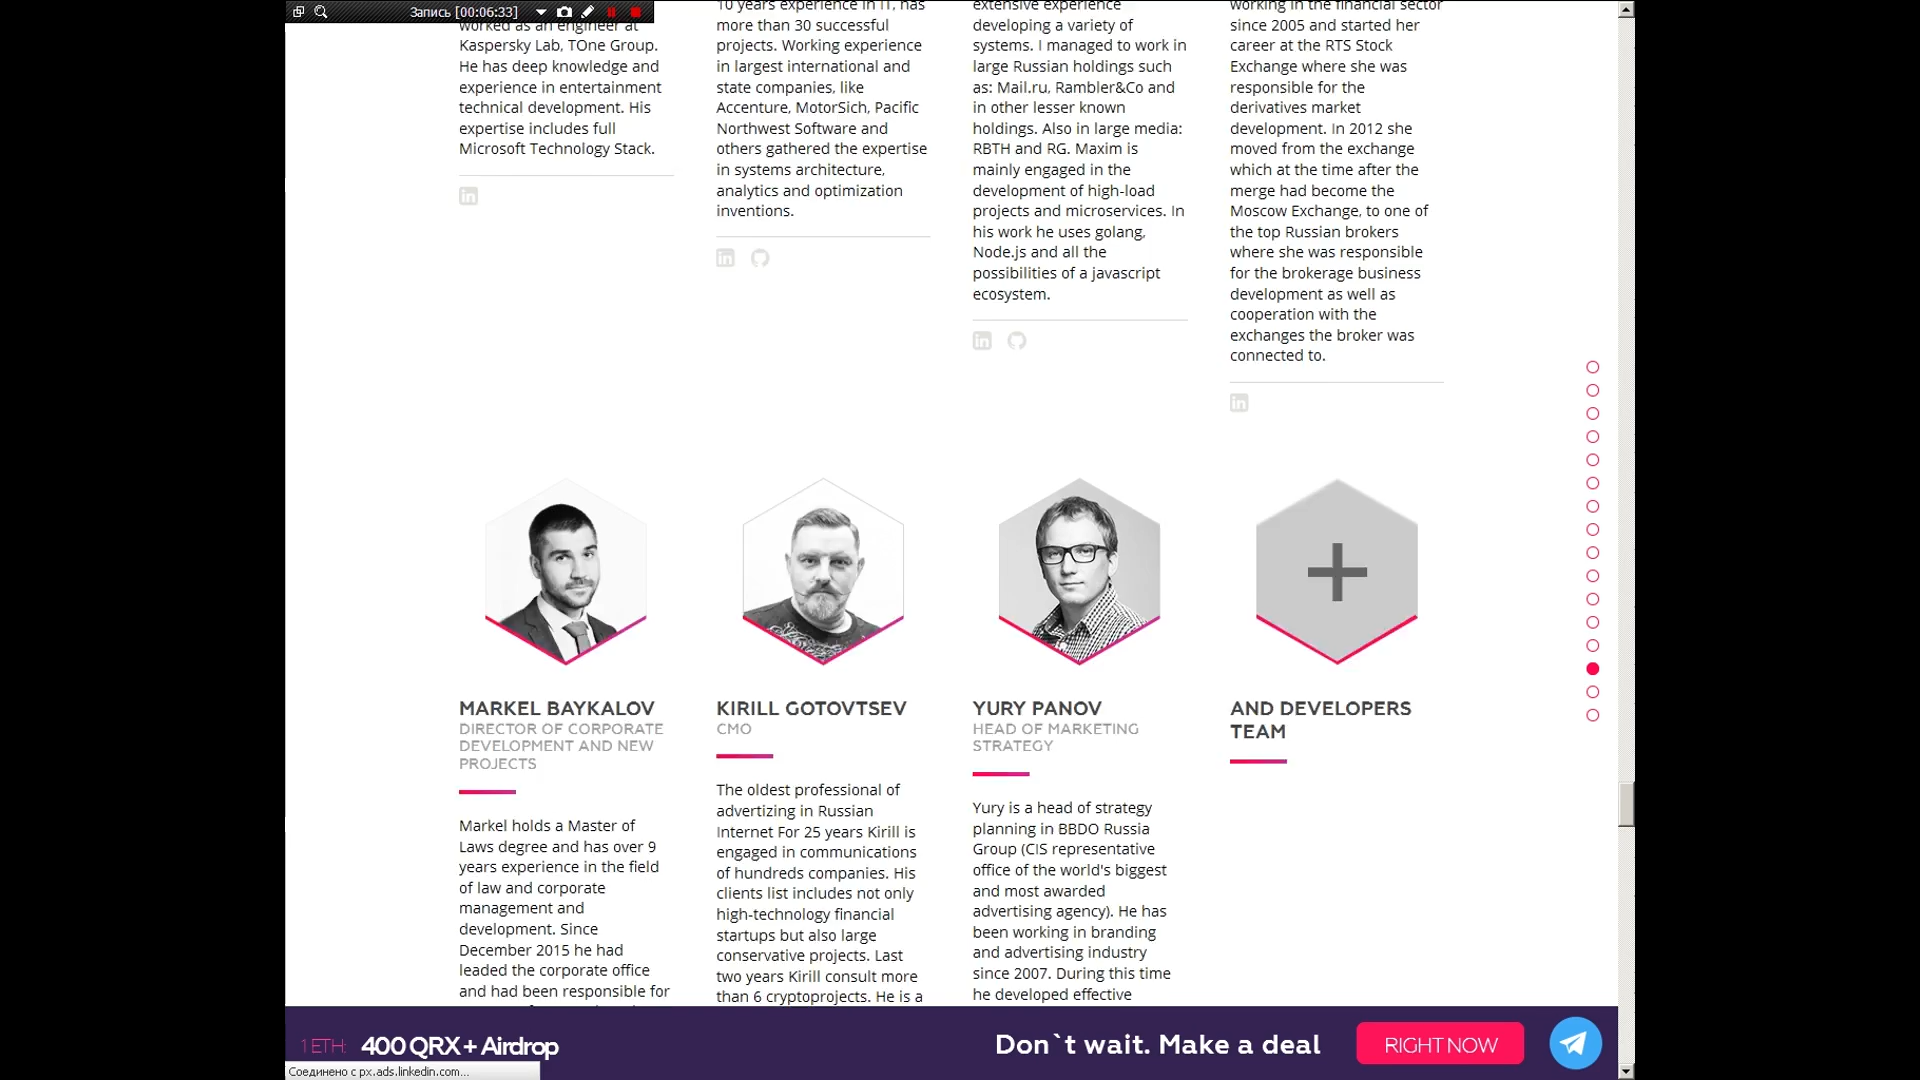 Запись [00:06:33]
worked as an engineer at
Kaspersky Lab, TOne Group.
He has deep knowledge and
experience in entertainment
technical development. His
expertise includes full
Microsoft Technology Stack.
10 years experience in IT, has
more than 30 successful
projects. Working experience
in largest international and
state companies, like
Accenture, MotorSich, Pacific
Northwest Software and
others gathered the expertise
in systems architecture,
analytics and optimization
inventions.
extensive experience
developing a variety of
systems. I managed to work in
large Russian holdings such
as: Mail.ru, Rambler&Co and
in other lesser known
holdings. Also in large media:
RBTH and RG. Maxim is
mainly engaged in the
development of high-load
projects and microservices. In
his work he uses golang,
Node.js and all the
possibilities of a javascript
ecosystem.
working in the financial sector
since 2005 and started her
career at the RTS Stock
Exchange where she was
responsible for the
derivatives market
development. In 2012 she
moved from the exchange
which at the time after the
merge had become the
Moscow Exchange, to one of
the top Russian brokers
where she was responsible
for the brokerage business
development as well as
cooperation with the
exchanges the broker was
connected to.
in
in
in
in
MARKEL BAYKALOV
DIRECTOR OF CORPORATE
DEVELOPMENT AND NEW
PROJECTS
Markel holds a Master of
Laws degree and has over 9
years experience in the field
of law and corporate
management and
development. Since
December 2015 he had
leaded the corporate office
and had been responsible for
KIRILL GOTOVTSEV
CMO
The oldest professional of
advertizing in Russian
Internet For 25 years Kirill is
engaged in communications
of hundreds companies. His
clients list includes not only
high-technology financial
startups but also large
conservative projects. Last
two years Kirill consult more
than 6 cryptoprojects. He is a
YURY PANOV
HEAD OF MARKETING
STRATEGY
Yury is a head of strategy
planning in BBDO Russia
Group (CIS representative
office of the world's biggest
and most awarded
advertising agency). He has
been working in branding
and advertising industry
since 2007. During this time
he developed effective
AND DEVELOPERS
TEAM
1 ETH: 400 QRX + Airdrop
Don`t wait. Make a deal
RIGHT NOW
Соединено с px.ads.linkedin.com...